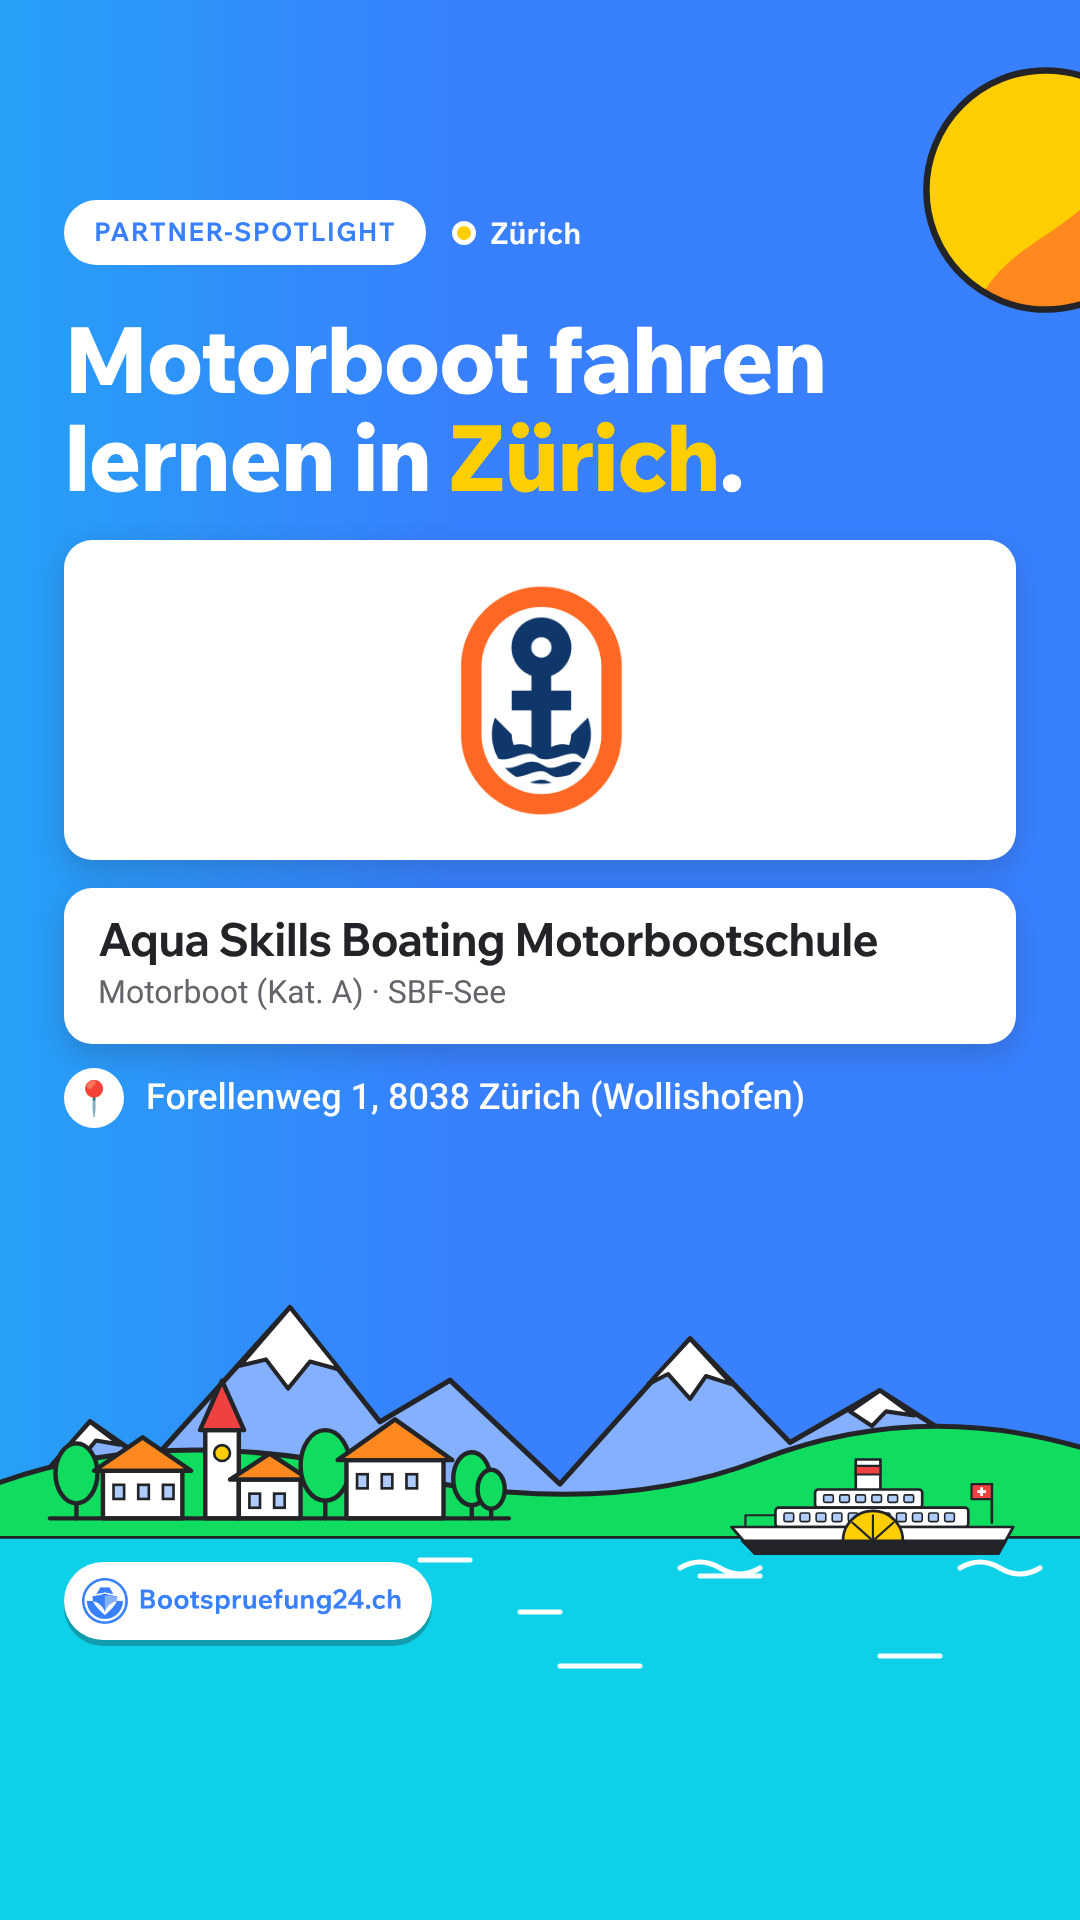 PARTNER-SPOTLIGHT
Zürich
Motorboot fahren
lernen in Zürich.
Aqua Skills Boating Motorbootschule
Motorboot (Kat. A) · SBF-See
Forellenweg 1, 8038 Zürich (Wollishofen)
Bootspruefung24.ch